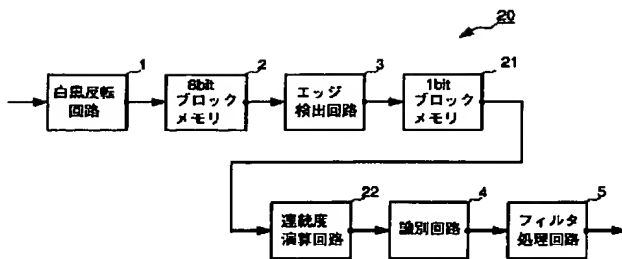 20
1
2
3
21
白黒反転
回路
8bit
ブロック
メモリ
エッジ
検出回路
1bit
ブロック
メモリ
22
4
5
連続度
演算回路
識別回路
フィルタ
処理回路